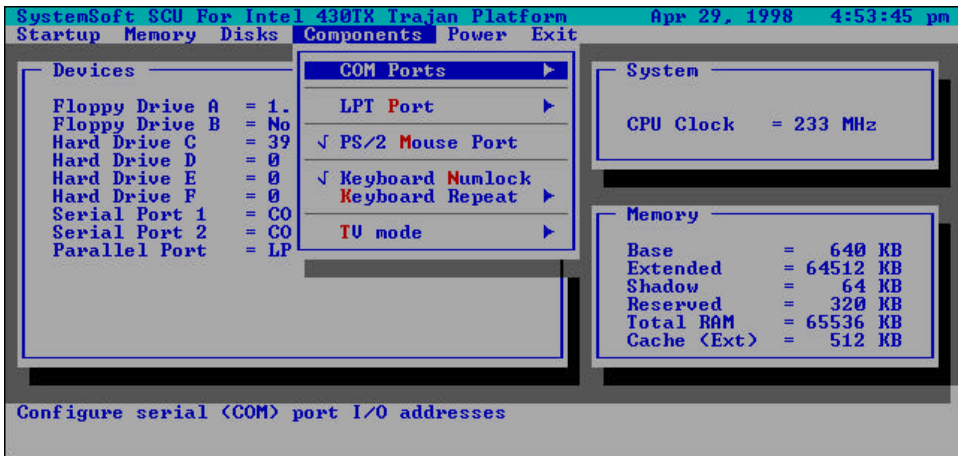 SystemSoft SCU For Intel 430TX Trajan Platform Apr 29, 1998 4:53:45 pm
Startup Memory Disks Components Power Exit
Devices
Floppy Drive A = 1.
Floppy Drive B = No
Hard Drive C = 39
Hard Drive D = 0
Hard Drive E = 0
Hard Drive F = 0
Serial Port 1 = CO
Serial Port 2 = CO
Parallel Port = LP
COM Ports ►
LPT Port ►
√ PS/2 Mouse Port
√ Keyboard Numlock
Keyboard Repeat ►
TV mode ►
System
CPU Clock = 233 MHz
Memory
Base = 640 KB
Extended = 64512 KB
Shadow = 64 KB
Reserved = 320 KB
Total RAM = 65536 KB
Cache (Ext) = 512 KB
Configure serial (COM) port I/O addresses